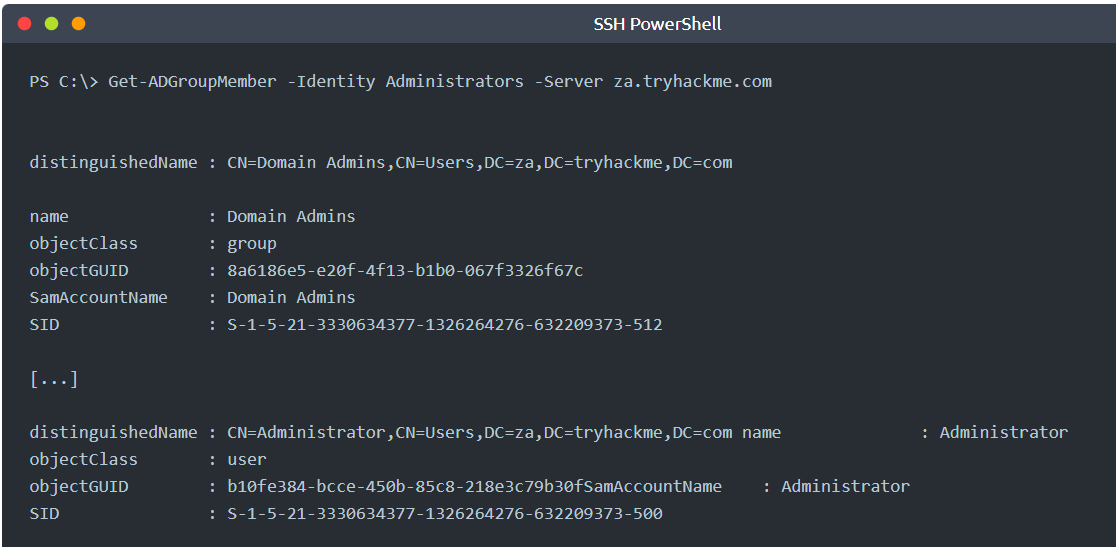 SSH PowerShell
PS C:\> Get-ADGroupMember -Identity Administrators -Server za.tryhackme.com
distinguishedName : CN=Domain Admins,CN=Users,DC=za,DC=tryhackme,DC=com
name              : Domain Admins
objectClass       : group
objectGUID        : 8a6186e5-e20f-4f13-b1b0-067f3326f67c
SamAccountName    : Domain Admins
SID               : S-1-5-21-3330634377-1326264276-632209373-512
[...]
distinguishedName : CN=Administrator,CN=Users,DC=za,DC=tryhackme,DC=com name              : Administrator
objectClass       : user
objectGUID        : b10fe384-bcce-450b-85c8-218e3c79b30fSamAccountName    : Administrator
SID               : S-1-5-21-3330634377-1326264276-632209373-500